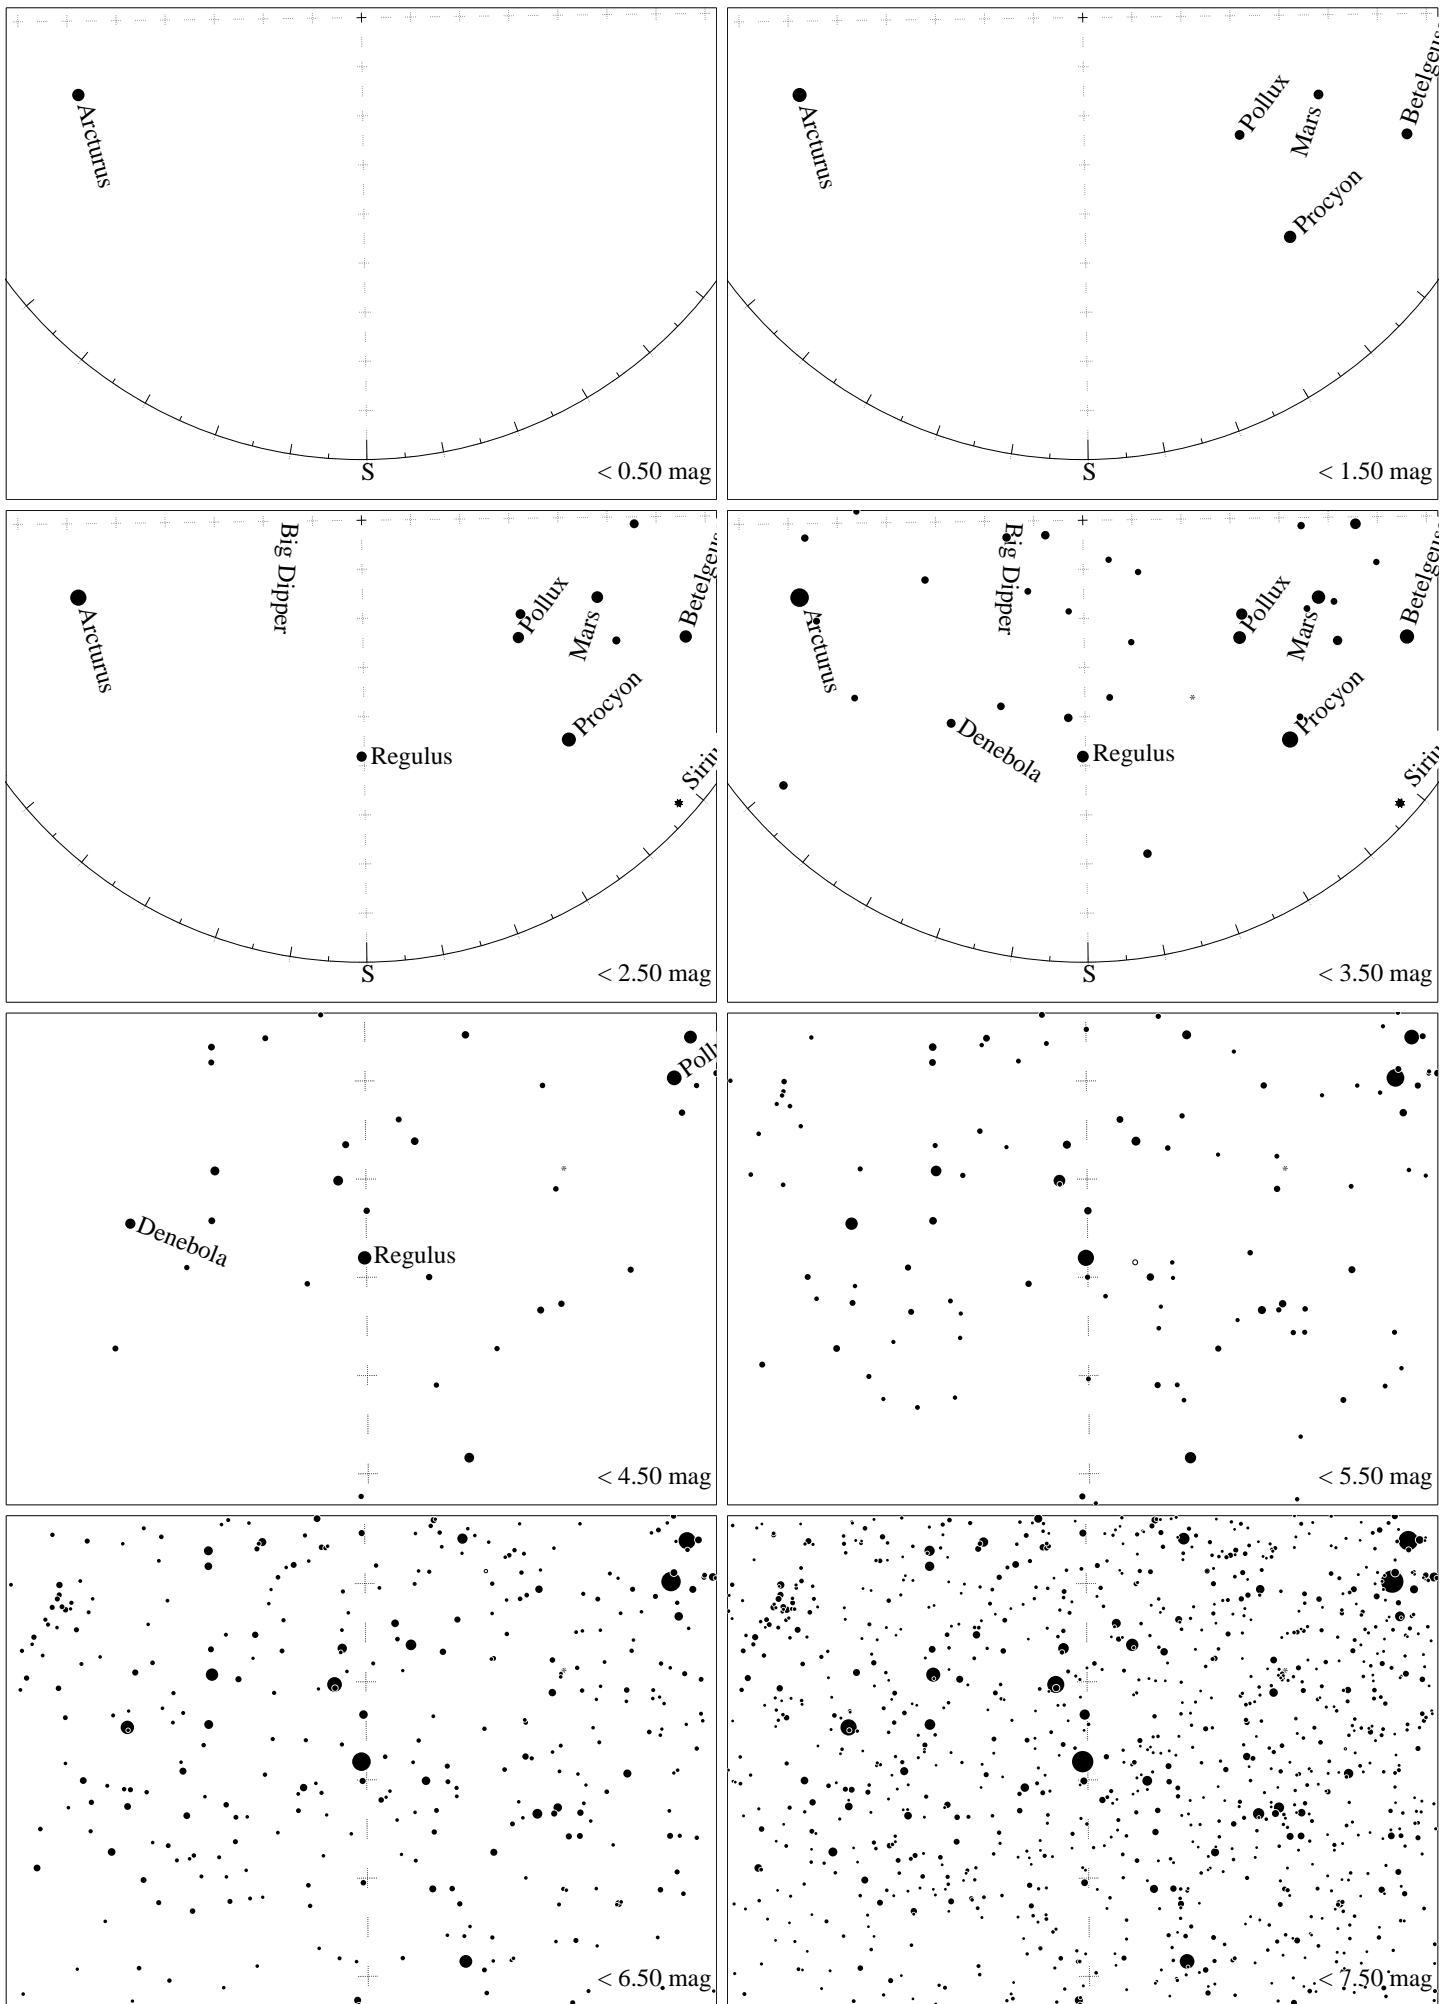 Arcturus
S
< 0.50 mag
Arcturus
Pollux
Mars
Procyon
S
< 1.50 mag
Big Dipper
Arcturus
Pollux
Mars
Procyon
Regulus
S
< 2.50 mag
Big Dipper
Arcturus
Pollux
Mars
Procyon
Denebola
Regulus
S
< 3.50 mag
Denebola
Regulus
< 4.50 mag
< 5.50 mag
< 6.50 mag
< 7.50 mag